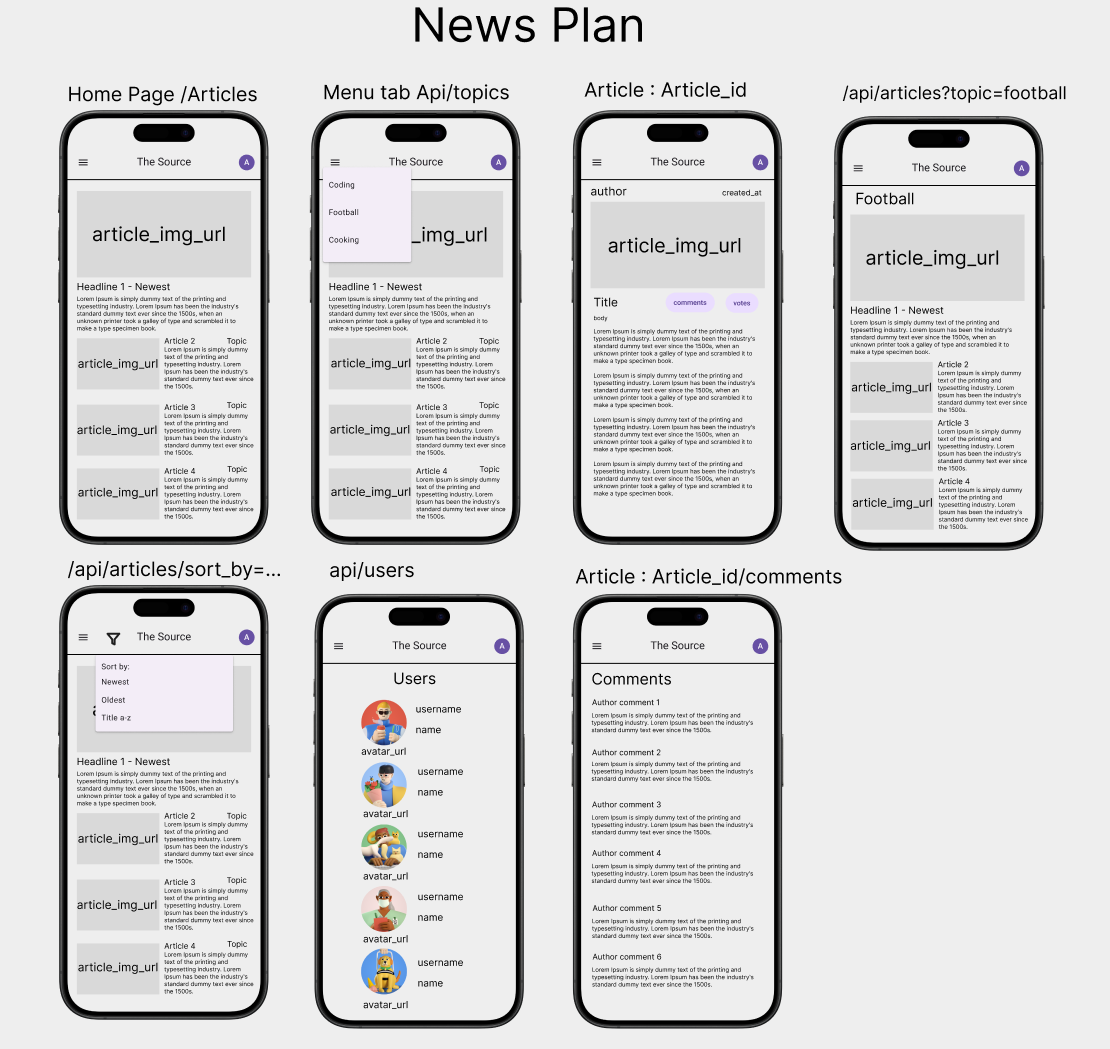 News Plan
Home Page /Articles
The Source
A
article_img_url
Headline 1 - Newest
Lorem Ipsum is simply dummy text of the printing and
typesetting industry. Lorem Ipsum has been the industry's
standard dummy text ever since the 1500s, when an
unknown printer took a galley of type and scrambled it to
make a type specimen book.
article_img_url
Article 2
Topic
Lorem Ipsum is simply dummy
text of the printing and
typesetting industry. Lorem
Ipsum has been the industry's
standard dummy text ever since
the 1500s.
article_img_url
Article 3
Topic
Lorem Ipsum is simply dummy
text of the printing and
typesetting industry. Lorem
Ipsum has been the industry's
standard dummy text ever since
the 1500s.
article_img_url
Article 4
Topic
Lorem Ipsum is simply dummy
text of the printing and
typesetting industry. Lorem
Ipsum has been the industry's
standard dummy text ever since
the 1500s.
Menu tab Api/topics
The Source
A
Coding
Football
Cooking
_img_url
Headline 1 - Newest
Lorem Ipsum is simply dummy text of the printing and
typesetting industry. Lorem Ipsum has been the industry's
standard dummy text ever since the 1500s, when an
unknown printer took a galley of type and scrambled it to
make a type specimen book.
article_img_url
Article 2
Topic
Lorem Ipsum is simply dummy
text of the printing and
typesetting industry. Lorem
Ipsum has been the industry's
standard dummy text ever since
the 1500s.
article_img_url
Article 3
Topic
Lorem Ipsum is simply dummy
text of the printing and
typesetting industry. Lorem
Ipsum has been the industry's
standard dummy text ever since
the 1500s.
article_img_url
Article 4
Topic
Lorem Ipsum is simply dummy
text of the printing and
typesetting industry. Lorem
Ipsum has been the industry's
standard dummy text ever since
the 1500s.
Article : Article_id
The Source
A
author
created_at
article_img_url
Title
comments
votes
body
Lorem Ipsum is simply dummy text of the printing and
typesetting industry. Lorem Ipsum has been the industry's
standard dummy text ever since the 1500s, when an
unknown printer took a galley of type and scrambled it to
make a type specimen book.
Lorem Ipsum is simply dummy text of the printing and
typesetting industry. Lorem Ipsum has been the industry's
standard dummy text ever since the 1500s, when an
unknown printer took a galley of type and scrambled it to
make a type specimen book.
Lorem Ipsum is simply dummy text of the printing and
typesetting industry. Lorem Ipsum has been the industry's
standard dummy text ever since the 1500s, when an
unknown printer took a galley of type and scrambled it to
make a type specimen book.
Lorem Ipsum is simply dummy text of the printing and
typesetting industry. Lorem Ipsum has been the industry's
standard dummy text ever since the 1500s, when an
unknown printer took a galley of type and scrambled it to
make a type specimen book.
/api/articles?topic=football
The Source
A
Football
article_img_url
Headline 1 - Newest
Lorem Ipsum is simply dummy text of the printing and
typesetting industry. Lorem Ipsum has been the industry's
standard dummy text ever since the 1500s, when an
unknown printer took a galley of type and scrambled it to
make a type specimen book.
article_img_url
Article 2
Lorem Ipsum is simply dummy
text of the printing and
typesetting industry. Lorem
Ipsum has been the industry's
standard dummy text ever since
the 1500s.
article_img_url
Article 3
Lorem Ipsum is simply dummy
text of the printing and
typesetting industry. Lorem
Ipsum has been the industry's
standard dummy text ever since
the 1500s.
article_img_url
Article 4
Lorem Ipsum is simply dummy
text of the printing and
typesetting industry. Lorem
Ipsum has been the industry's
standard dummy text ever since
the 1500s.
/api/articles/sort_by=...
The Source
A
Sort by:
Newest
Oldest
Title a-z
Headline 1 - Newest
Lorem Ipsum is simply dummy text of the printing and
typesetting industry. Lorem Ipsum has been the industry's
standard dummy text ever since the 1500s, when an
unknown printer took a galley of type and scrambled it to
make a type specimen book.
article_img_url
Article 2
Topic
Lorem Ipsum is simply dummy
text of the printing and
typesetting industry. Lorem
Ipsum has been the industry's
standard dummy text ever since
the 1500s.
article_img_url
Article 3
Topic
Lorem Ipsum is simply dummy
text of the printing and
typesetting industry. Lorem
Ipsum has been the industry's
standard dummy text ever since
the 1500s.
article_img_url
Article 4
Topic
Lorem Ipsum is simply dummy
text of the printing and
typesetting industry. Lorem
Ipsum has been the industry's
standard dummy text ever since
the 1500s.
api/users
The Source
A
Users
username
name
avatar_url
username
name
avatar_url
username
name
avatar_url
username
name
avatar_url
username
name
avatar_url
Article : Article_id/comments
The Source
A
Comments
Author comment 1
Lorem Ipsum is simply dummy text of the printing and
typesetting industry. Lorem Ipsum has been the industry's
standard dummy text ever since the 1500s.
Author comment 2
Lorem Ipsum is simply dummy text of the printing and
typesetting industry. Lorem Ipsum has been the industry's
standard dummy text ever since the 1500s.
Author comment 3
Lorem Ipsum is simply dummy text of the printing and
typesetting industry. Lorem Ipsum has been the industry's
standard dummy text ever since the 1500s.
Author comment 4
Lorem Ipsum is simply dummy text of the printing and
typesetting industry. Lorem Ipsum has been the industry's
standard dummy text ever since the 1500s.
Author comment 5
Lorem Ipsum is simply dummy text of the printing and
typesetting industry. Lorem Ipsum has been the industry's
standard dummy text ever since the 1500s.
Author comment 6
Lorem Ipsum is simply dummy text of the printing and
typesetting industry. Lorem Ipsum has been the industry's
standard dummy text ever since the 1500s.